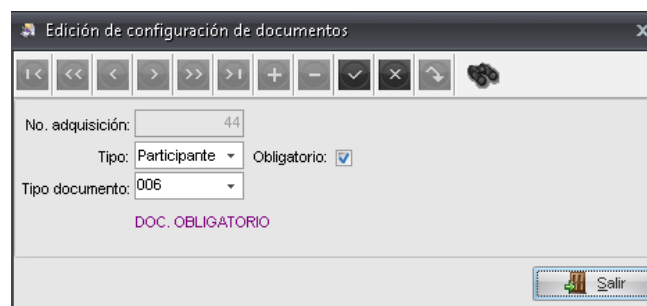 Edición de configuración de documentos
No. adquisición: 44
Tipo: Participante Obligatorio:
Tipo documento: 006
DOC. OBLIGATORIO
Salir